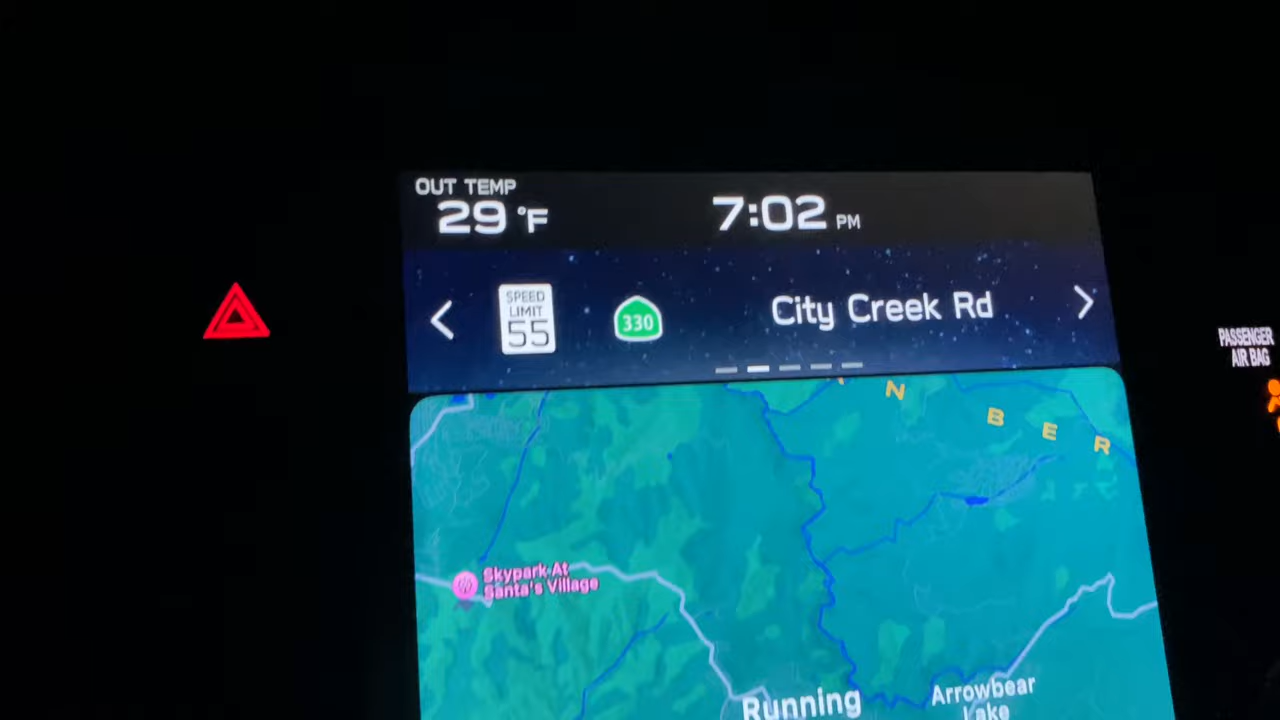 OUT TEMP
29 °F
7:02 PM
SPEED
LIMIT
55
330
City Creek Rd
PASSENGER
AIR BAG
N
B
E
R
Skypark At
Santa's Village
Running
Arrowbear
Lake